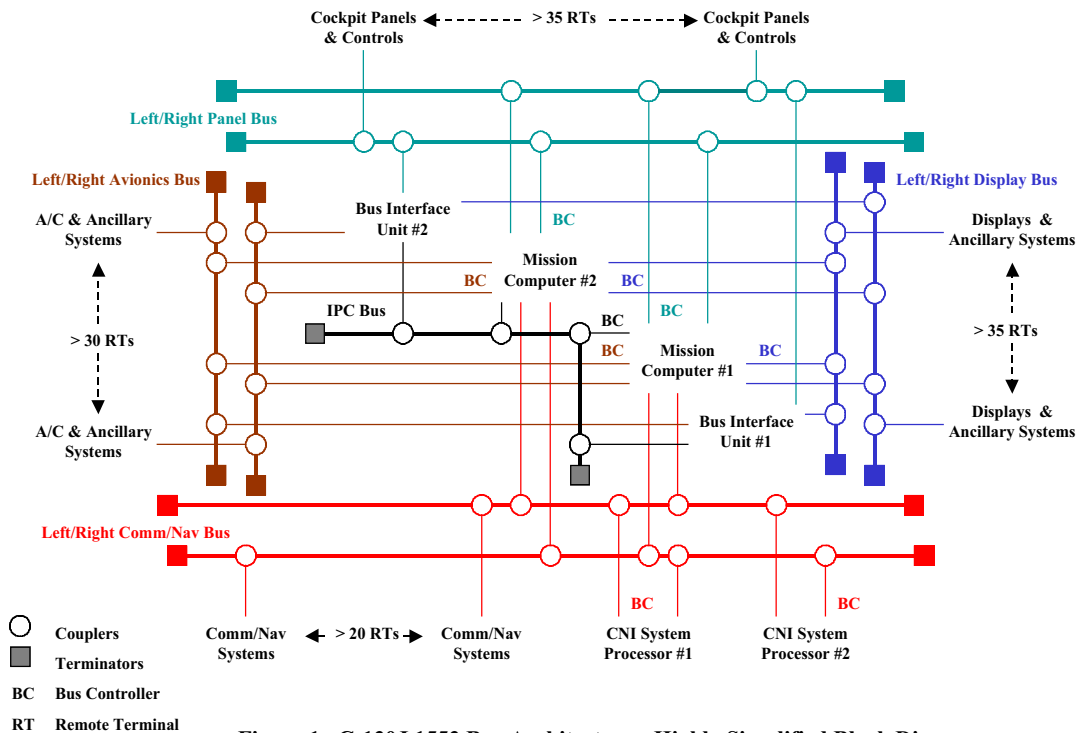 Cockpit Panels
& Controls
> 35 RTs
Cockpit Panels
& Controls
Left/Right Panel Bus
Left/Right Avionics Bus
Left/Right Display Bus
A/C & Ancillary
Systems
Bus Interface
Unit #2
BC
Displays &
Ancillary Systems
BC
Mission
Computer #2
BC
IPC Bus
BC
BC
> 30 RTs
> 35 RTs
BC
Mission
Computer #1
BC
A/C & Ancillary
Systems
Bus Interface
Unit #1
Displays &
Ancillary Systems
Left/Right Comm/Nav Bus
BC
BC
Couplers
Comm/Nav
Systems
> 20 RTs
Comm/Nav
Systems
CNI System
Processor #1
CNI System
Processor #2
Terminators
BC Bus Controller
RT Remote Terminal